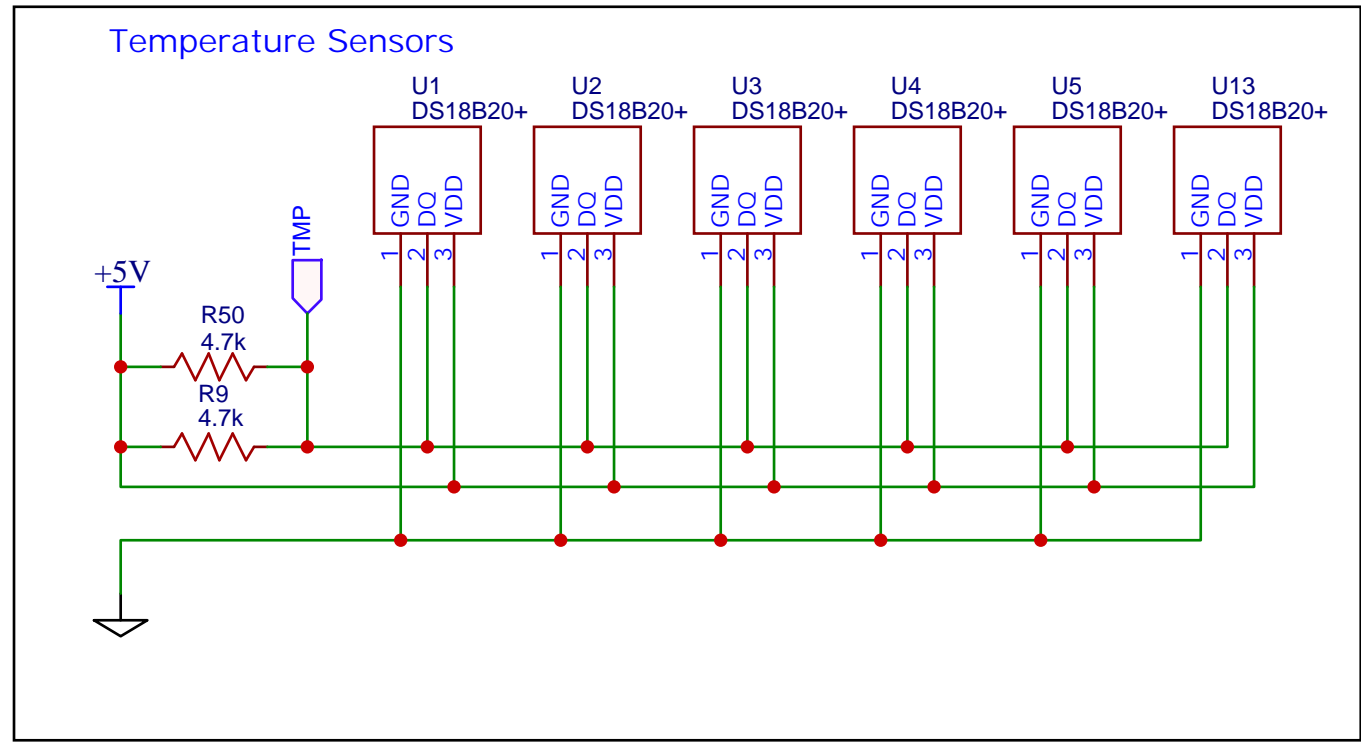 Temperature Sensors
U1
DS18B20+
U2
DS18B20+
U3
DS18B20+
U4
DS18B20+
U5
DS18B20+
U13
DS18B20+
GND
DQ
VDD
GND
DQ
VDD
GND
DQ
VDD
GND
DQ
VDD
GND
DQ
VDD
GND
DQ
VDD
1
2
3
1
2
3
1
2
3
1
2
3
1
2
3
1
2
3
TMP
+5V
R50
4.7k
R9
4.7k